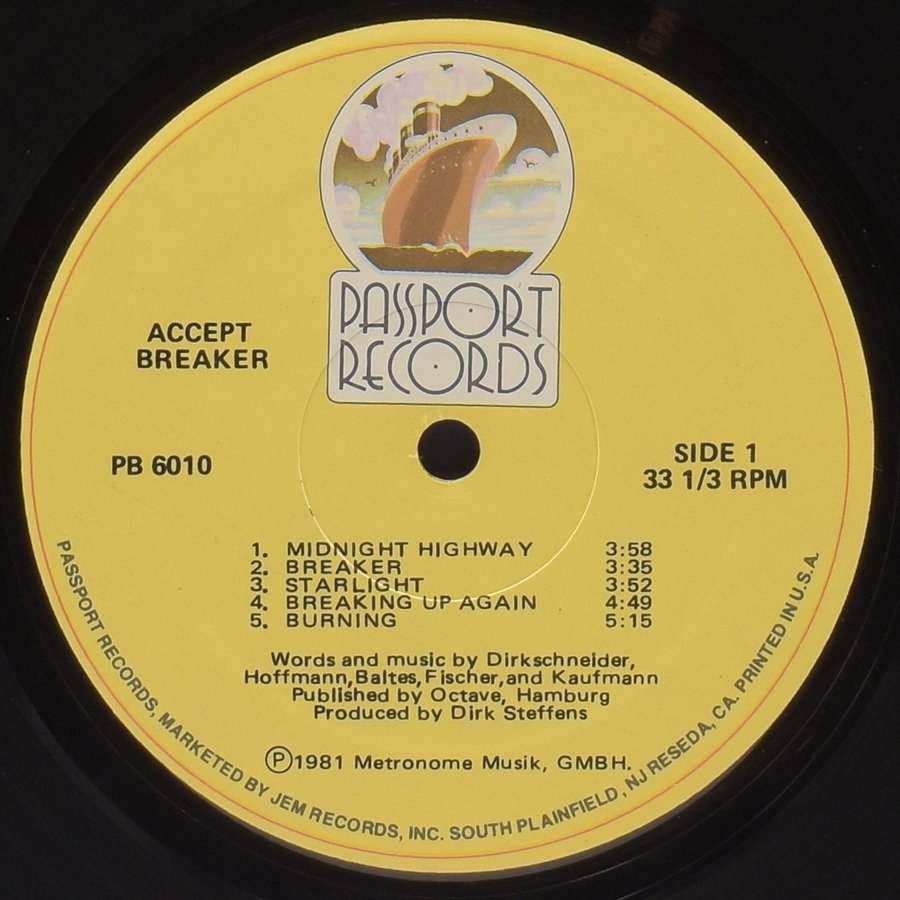 PASSPORT
RECORDS
ACCEPT
BREAKER
PB 6010
SIDE 1
33 1/3 RPM
1. MIDNIGHT HIGHWAY 3:58
2. BREAKER 3:35
3. STARLIGHT 3:52
4. BREAKING UP AGAIN 4:49
5. BURNING 5:15
Words and music by Dirkschneider,
Hoffmann, Baltes, Fischer, and Kaufmann
Published by Octave, Hamburg
Produced by Dirk Steffens
Ⓟ1981 Metronome Musik, GMBH.
PASSPORT RECORDS, MARKETED BY JEM RECORDS, INC. SOUTH PLAINFIELD, NJ RESEDA, CA. PRINTED IN U.S.A.